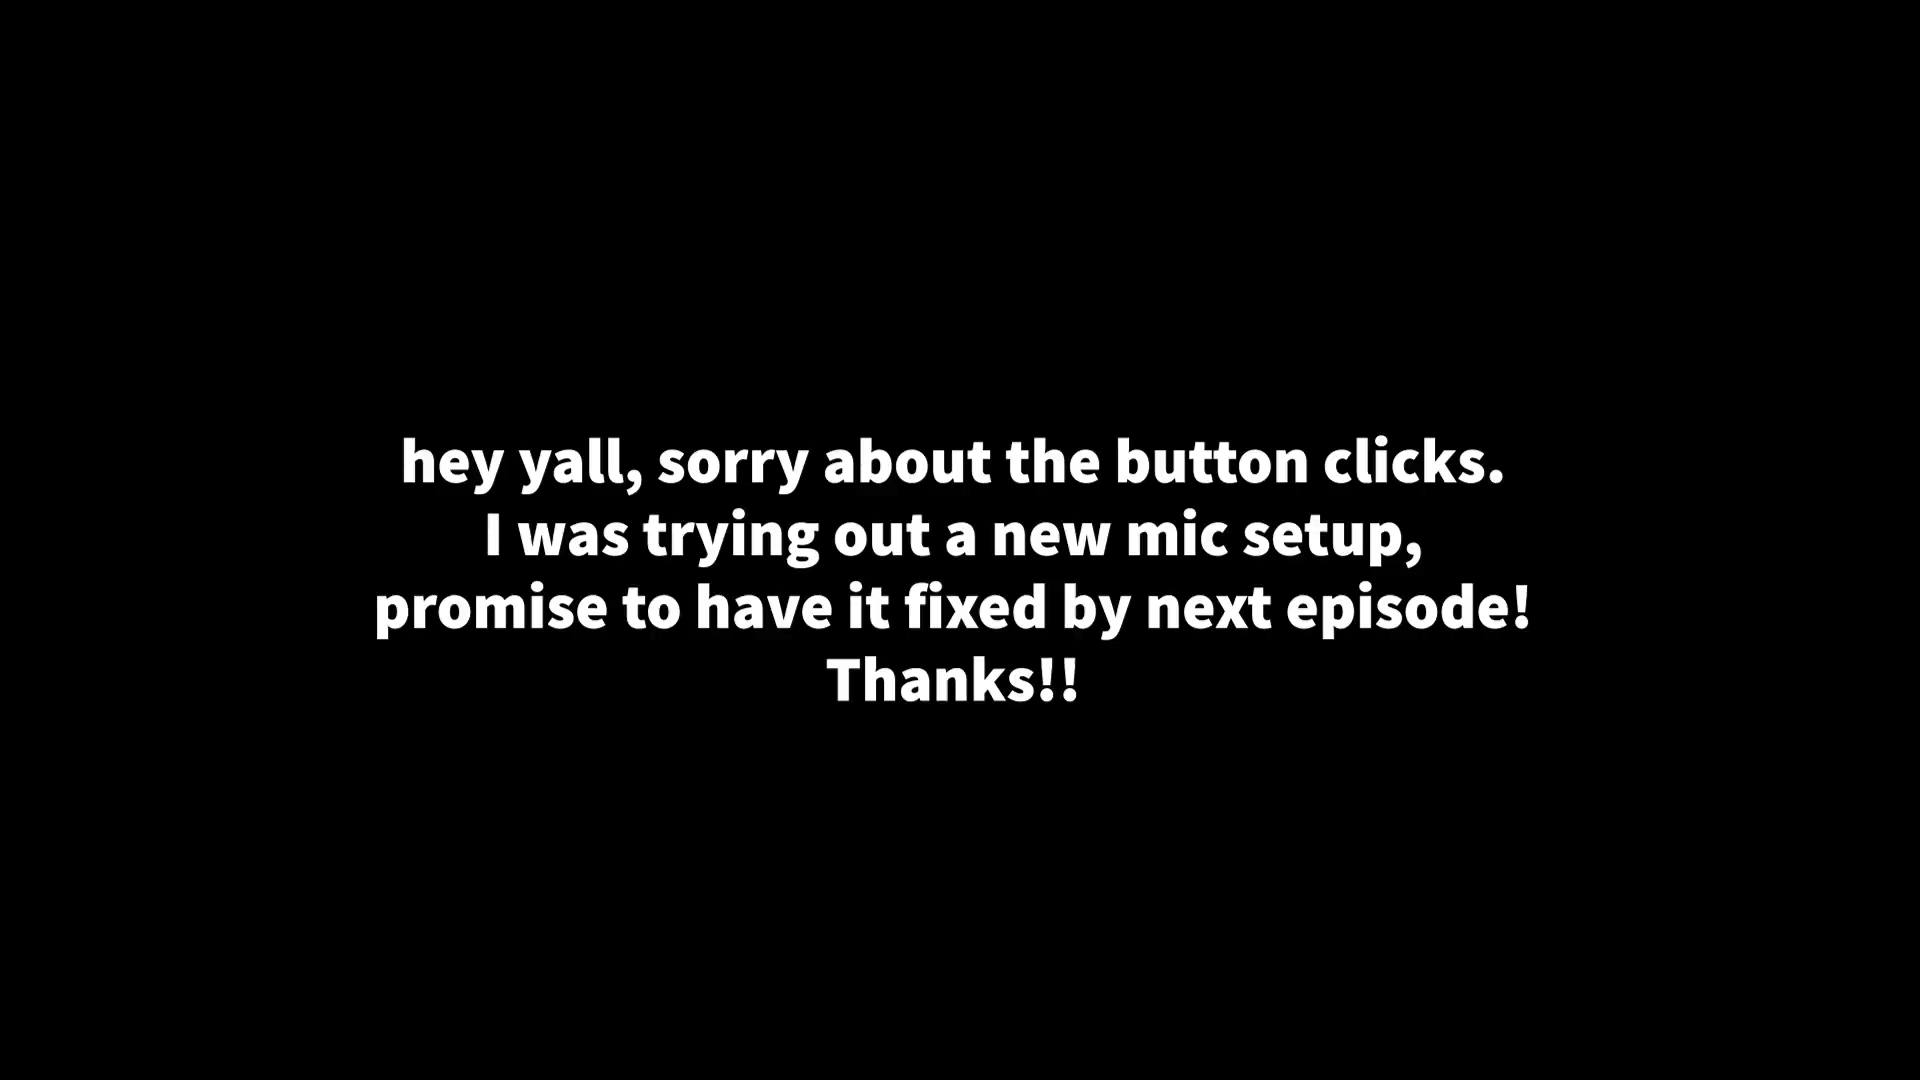 hey yall, sorry about the button clicks.
I was trying out a new mic setup,
promise to have it fixed by next episode!
Thanks!!